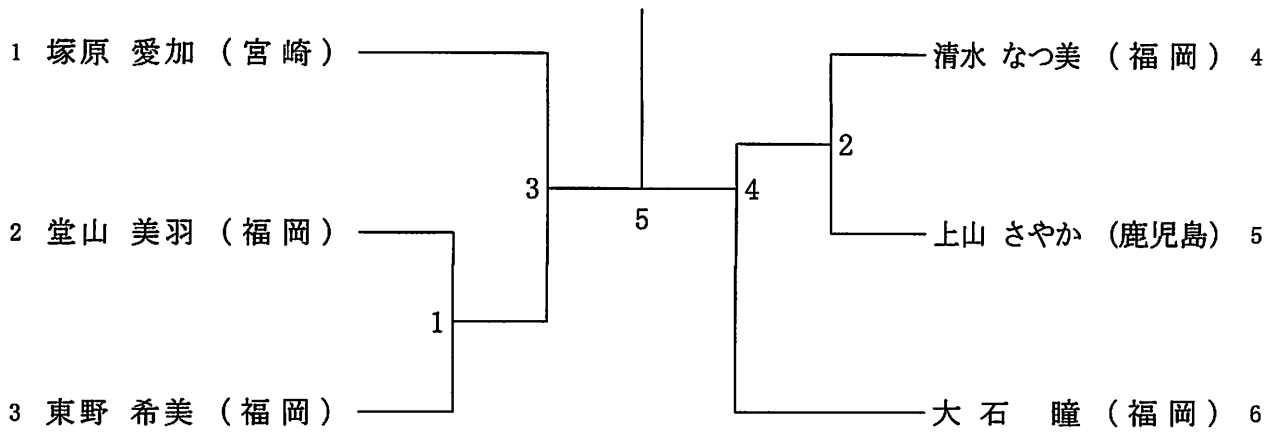 1 塚原 愛加 (宮崎)
2 堂山 美羽 (福岡)
3 東野 希美 (福岡)
1
3
5
4
2
清水 なつ美 (福岡) 4
上山 さやか (鹿児島) 5
大石 瞳 (福岡) 6